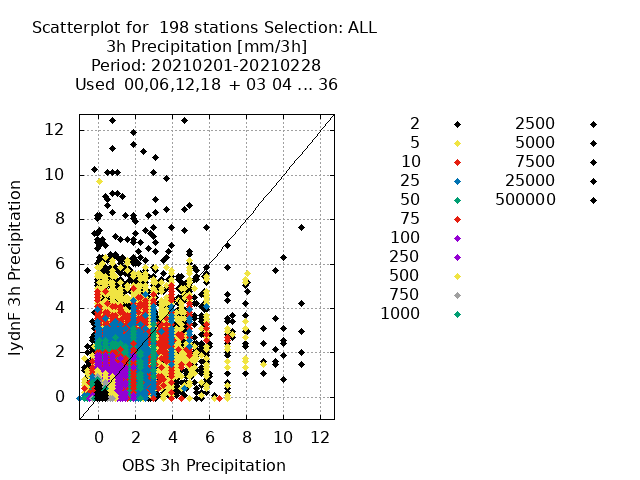 Scatterplot for 198 stations Selection: ALL
3h Precipitation [mm/3h]
Period: 20210201-20210228
Used 00,06,12,18 + 03 04 ... 36
12
10
8
6
4
2
0
IydnF 3h Precipitation
0 2 4 6 8 10 12
OBS 3h Precipitation
2 2500
5 5000
10 7500
25 25000
50 500000
75
100
250
500
750
1000